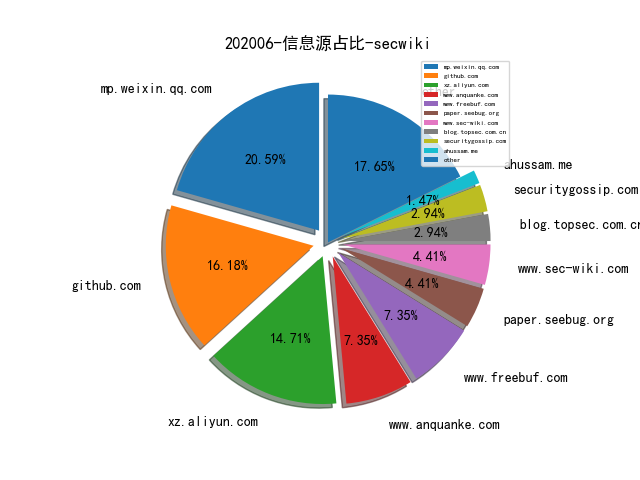 202006-信息源占比-secwiki
mp.weixin.qq.com
github.com
xz.aliyun.com
www.anquanke.com
www.freebuf.com
paper.seebug.org
www.sec-wiki.com
blog.topsec.com.cn
securitygossip.com
ahussam.me
other
mp.weixin.qq.com
20.59%
17.65%
ahussam.me
1.47%
securitygossip.com
2.94%
blog.topsec.com.cn
2.94%
github.com
16.18%
www.sec-wiki.com
4.41%
paper.seebug.org
4.41%
www.freebuf.com
7.35%
www.anquanke.com
7.35%
xz.aliyun.com
14.71%